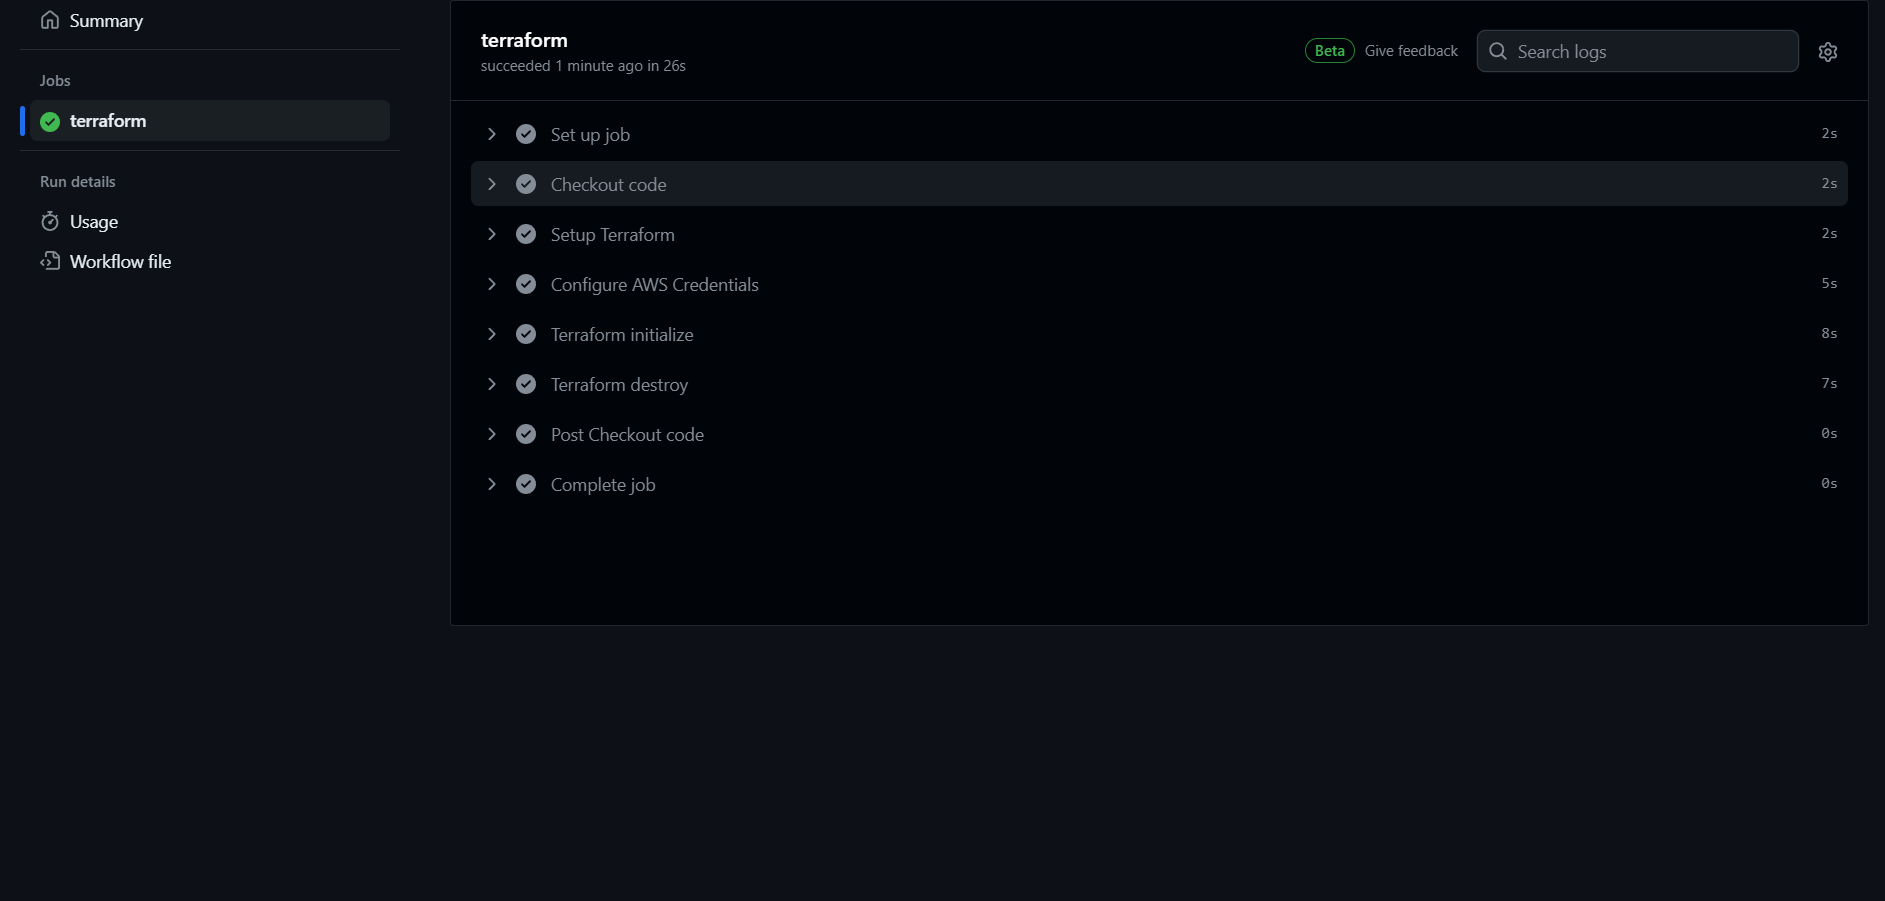 Summary
Jobs
terraform
Run details
Usage
Workflow file
terraform
succeeded 1 minute ago in 26s
Beta Give feedback Search logs
Set up job 2s
Checkout code 2s
Setup Terraform 2s
Configure AWS Credentials 5s
Terraform initialize 8s
Terraform destroy 7s
Post Checkout code 0s
Complete job 0s